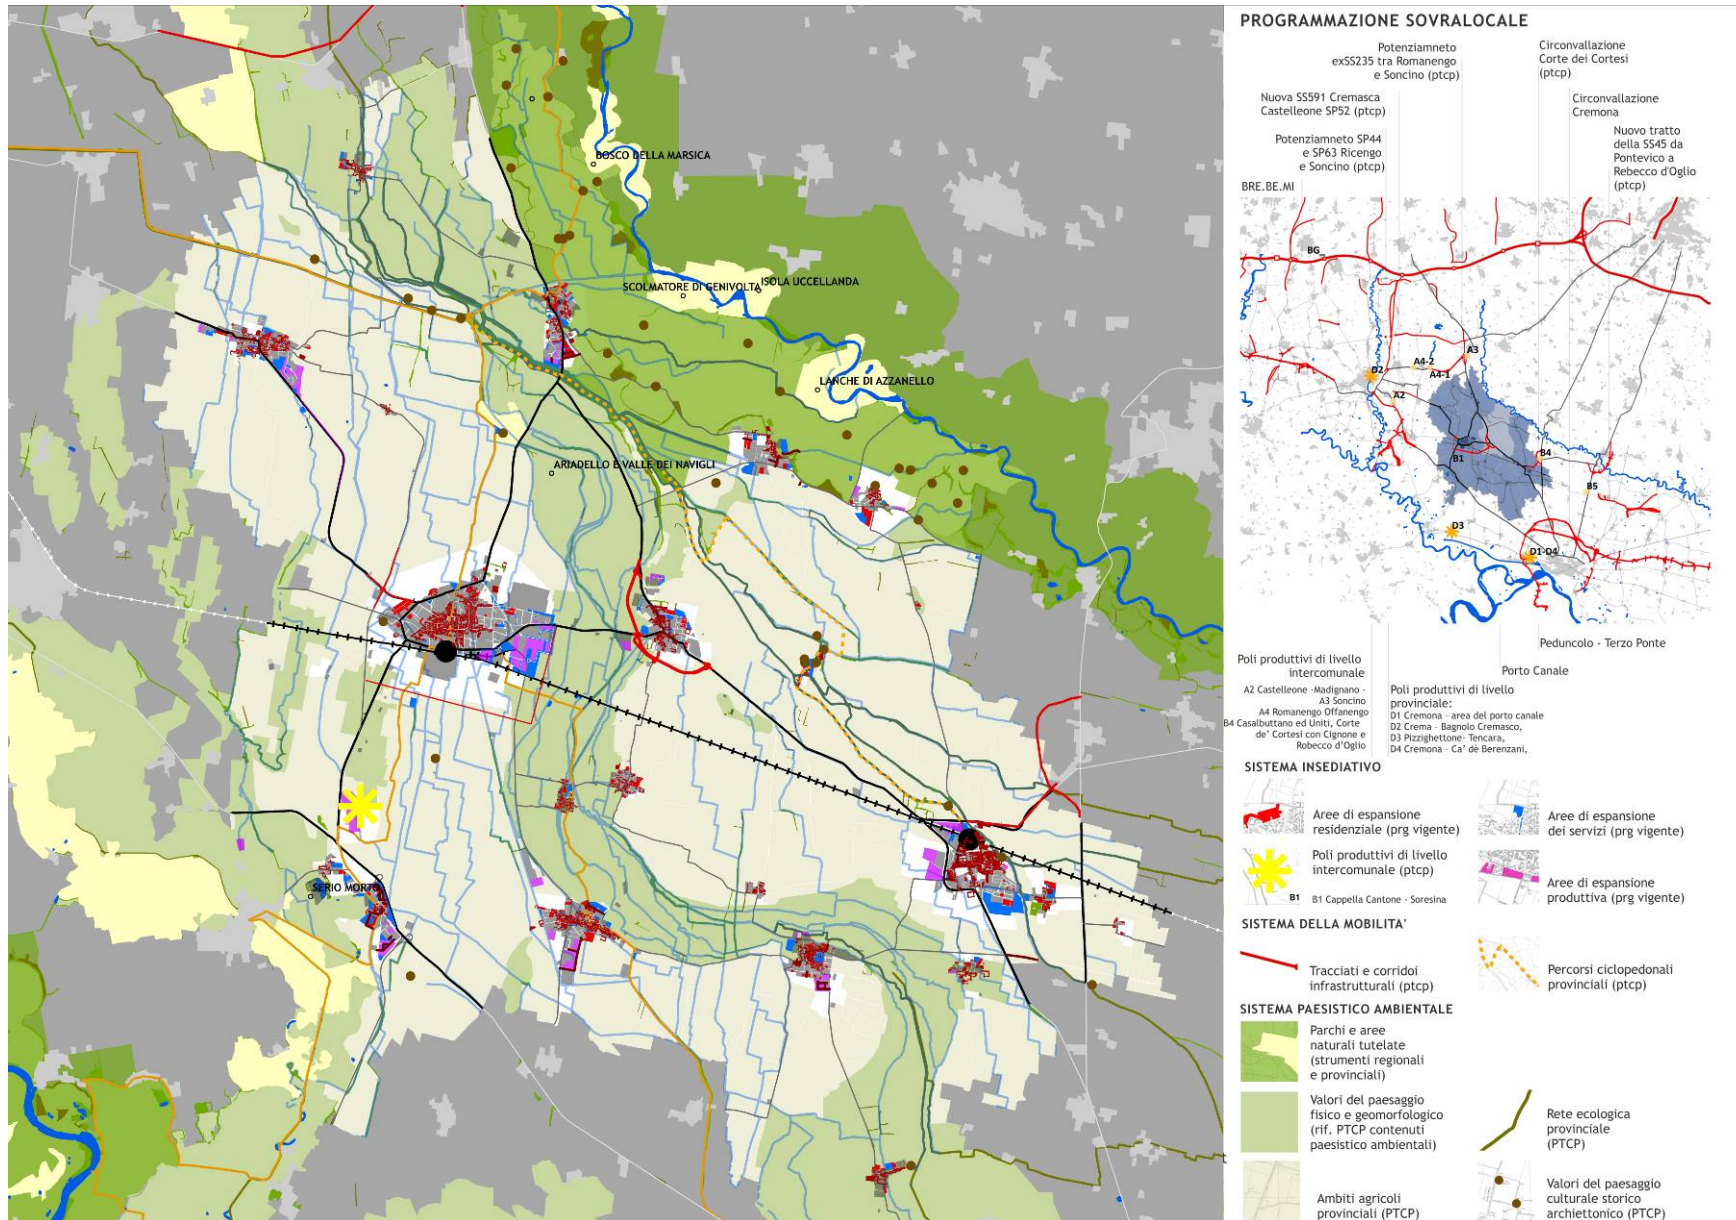 BOSCO DELLA MARSICA
SCOLMATORE DI GENIVOLTA
ISOLA UCCELLANDA
LANCHE DI AZZANELLO
ARIADELLO E VALLE DEI NAVIGLI
SERIO MORTO
PROGRAMMAZIONE SOVRALOCALE
Potenziamneto
exSS235 tra Romanengo
e Soncino (ptcp)
Circonvallazione
Corte dei Cortesi
(ptcp)
Nuova SS591 Cremasca
Castelleone SP52 (ptcp)
Circonvallazione
Cremona
Potenziamneto SP44
e SP63 Ricengo
e Soncino (ptcp)
Nuovo tratto
della SS45 da
Pontevico a
Rebecco d'Oglio
(ptcp)
BRE.BE.MI
BG
A3
A4-2
A4-1
D2
A2
B1
B4
B5
D3
D1-D4
Peduncolo - Terzo Ponte
Porto Canale
Poli produttivi di livello
intercomunale
A2 Castelleone -Madignano -
A3 Soncino
A4 Romanengo Offanengo
B4 Casalbuttano ed Uniti, Corte
de' Cortesi con Cignone e
Robecco d'Oglio
Poli produttivi di livello
provinciale:
D1 Cremona - area del porto canale
D2 Crema - Bagnolo Cremasco,
D3 Pizzighettone- Tencara,
D4 Cremona - Ca' dè Berenzani,
SISTEMA INSEDIATIVO
Aree di espansione
residenziale (prg vigente)
Aree di espansione
dei servizi (prg vigente)
Poli produttivi di livello
intercomunale (ptcp)
B1
B1 Cappella Cantone - Soresina
Aree di espansione
produttiva (prg vigente)
SISTEMA DELLA MOBILITA'
Tracciati e corridoi
infrastrutturali (ptcp)
Percorsi ciclopedonali
provinciali (ptcp)
SISTEMA PAESISTICO AMBIENTALE
Parchi e aree
naturali tutelate
(strumenti regionali
e provinciali)
Valori del paesaggio
fisico e geomorfologico
(rif. PTCP contenuti
paesistico ambientali)
Rete ecologica
provinciale
(PTCP)
Ambiti agricoli
provinciali (PTCP)
Valori del paesaggio
culturale storico
archiettonico (PTCP)